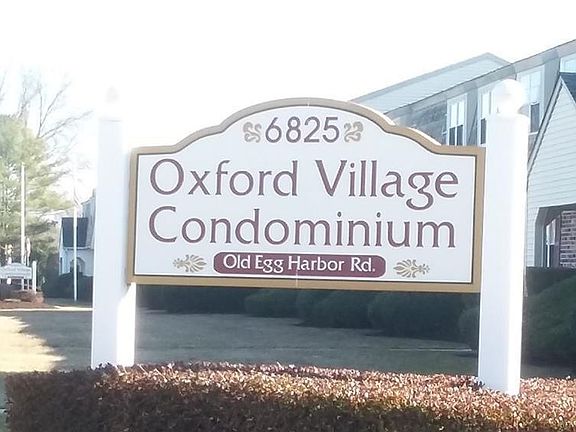 6825
Oxford Village
Condominium
Old Egg Harbor Rd.